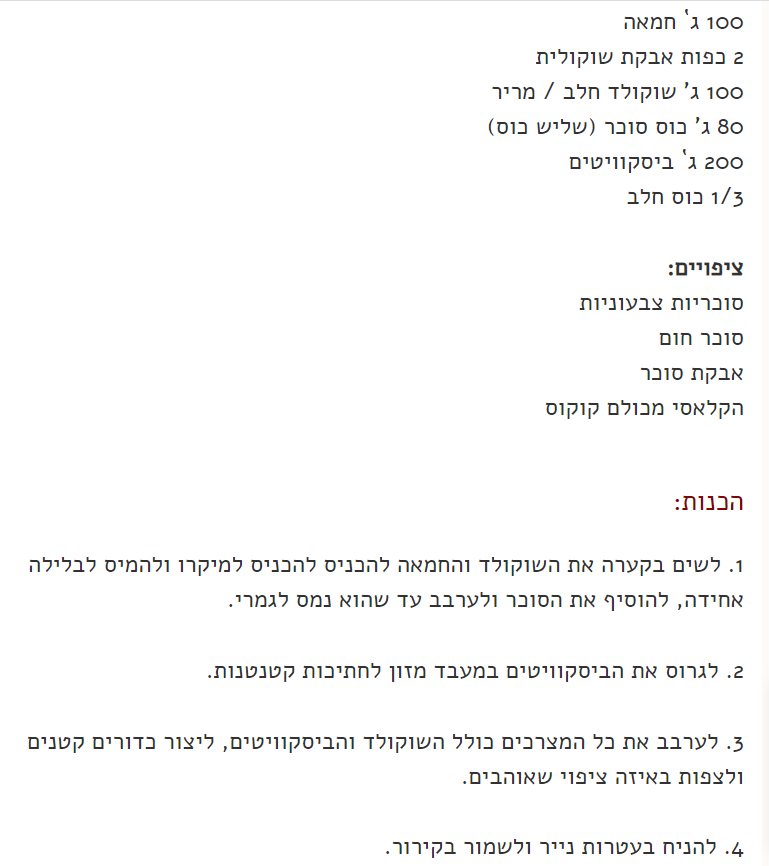 100 ג' חמאה
2 כפות אבקת שוקולית
100 ג' שוקולד חלב / מריר
80 ג' כוס סוכר (שליש כוס)
200 ג' ביסקוויטים
1/3 כוס חלב
ציפויים:
סוכריות צבעוניות
סוכר חום
אבקת סוכר
הקלאסי מכולם קוקוס
הכנות:
1. לשים בקערה את השוקולד והחמאה להכניס להכניס למיקרו ולהמיס לבלילה
אחידה, להוסיף את הסוכר ולערבב עד שהוא נמס לגמרי.
2. לגרוס את הביסקוויטים במעבד מזון לחתיכות קטנטנות.
3. לערבב את כל המצרכים כולל השוקולד והביסקוויטים, ליצור כדורים קטנים
ולצפות באיזה ציפוי שאוהבים.
4. להניח בעטרות נייר ולשמור בקירור.